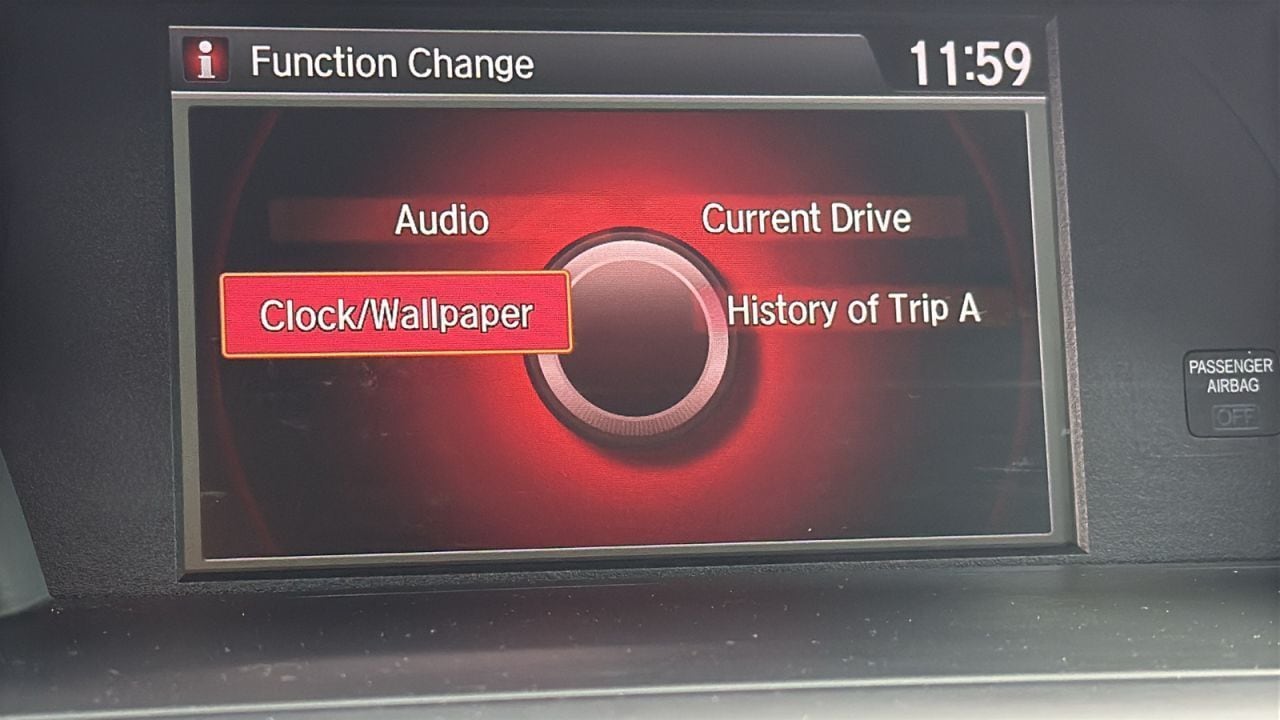 Function Change
11:59
Audio
Current Drive
Clock/Wallpaper
History of Trip A
PASSENGER
AIRBAG
OFF